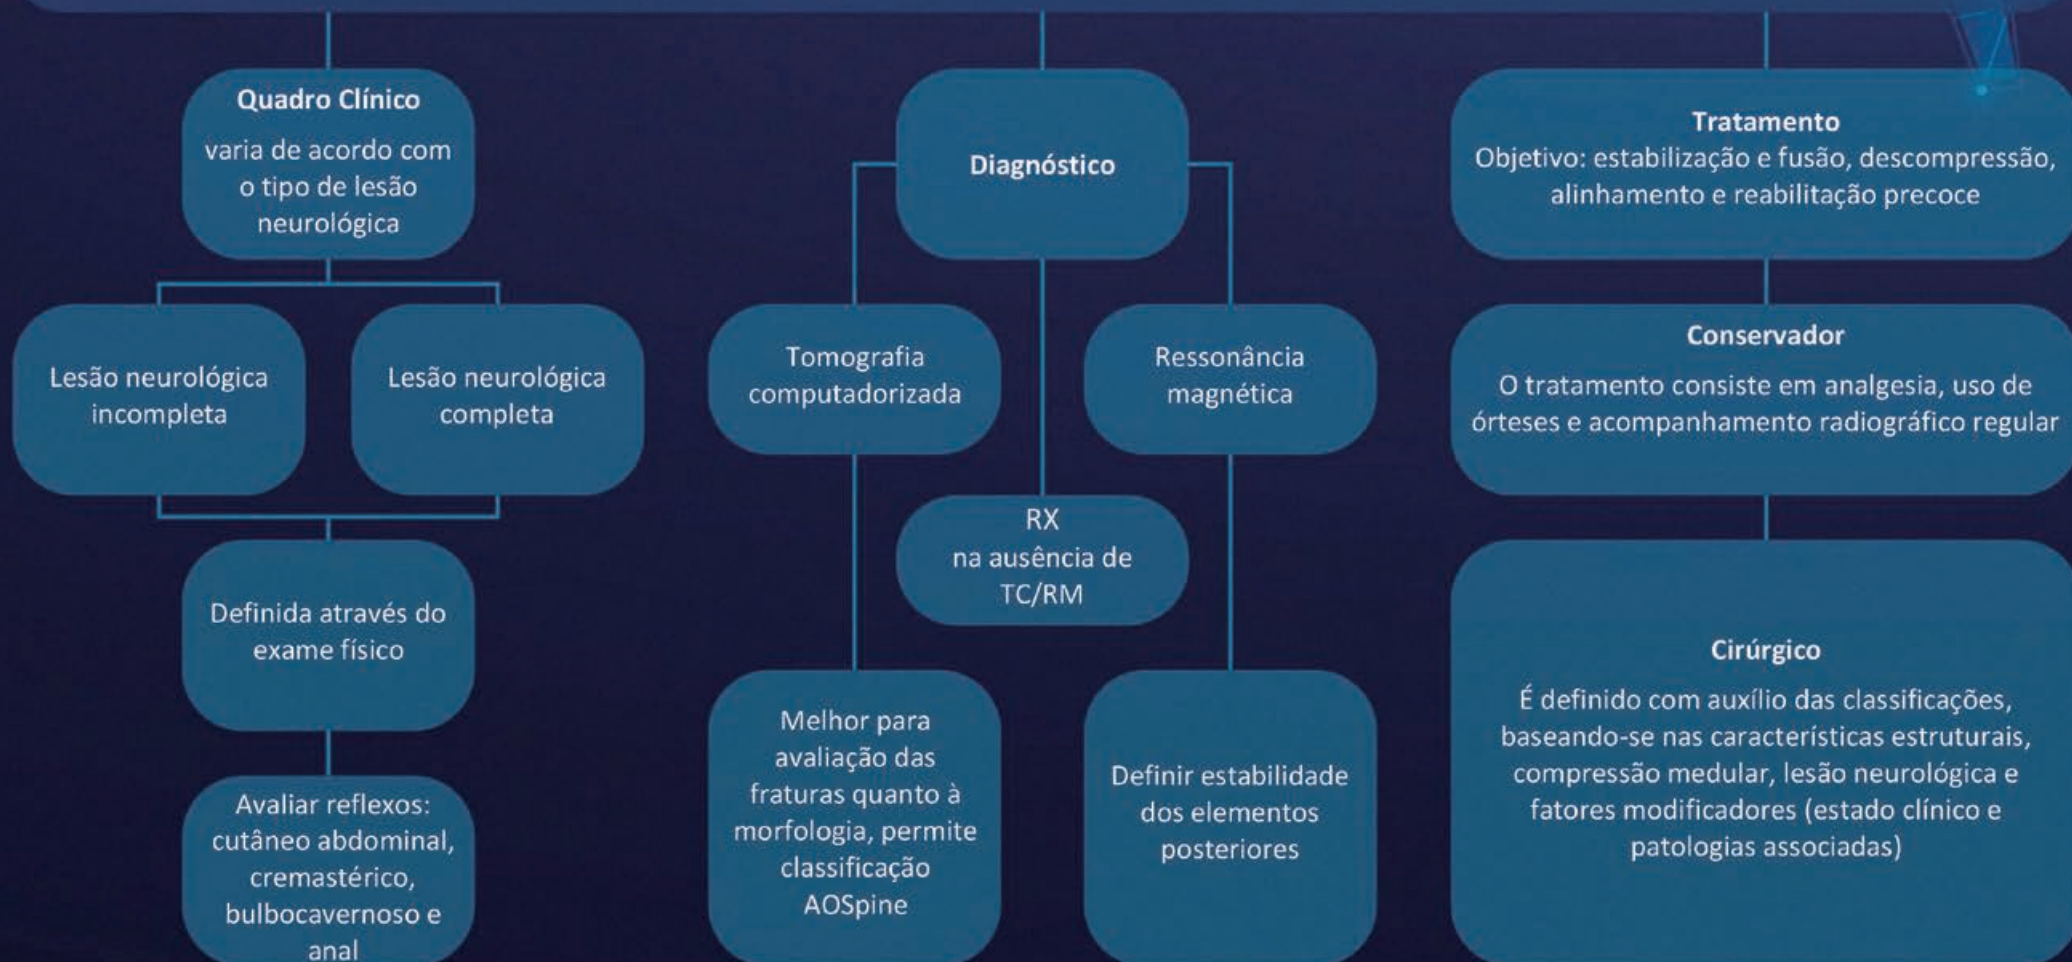 Quadro Clínico
varia de acordo com
o tipo de lesão
neurológica
Lesão neurológica
incompleta
Lesão neurológica
completa
Definida através do
exame físico
Avaliar reflexos:
cutâneo abdominal,
cremastérico,
bulbocavernoso e
anal
Diagnóstico
Tomografia
computadorizada
Ressonância
magnética
RX
na ausência de
TC/RM
Melhor para
avaliação das
fraturas quanto à
morfologia, permite
classificação
AOSpine
Definir estabilidade
dos elementos
posteriores
Tratamento
Objetivo: estabilização e fusão, descompressão,
alinhamento e reabilitação precoce
Conservador
O tratamento consiste em analgesia, uso de
órteses e acompanhamento radiográfico regular
Cirúrgico
É definido com auxílio das classificações,
baseando-se nas características estruturais,
compressão medular, lesão neurológica e
fatores modificadores (estado clínico e
patologias associadas)